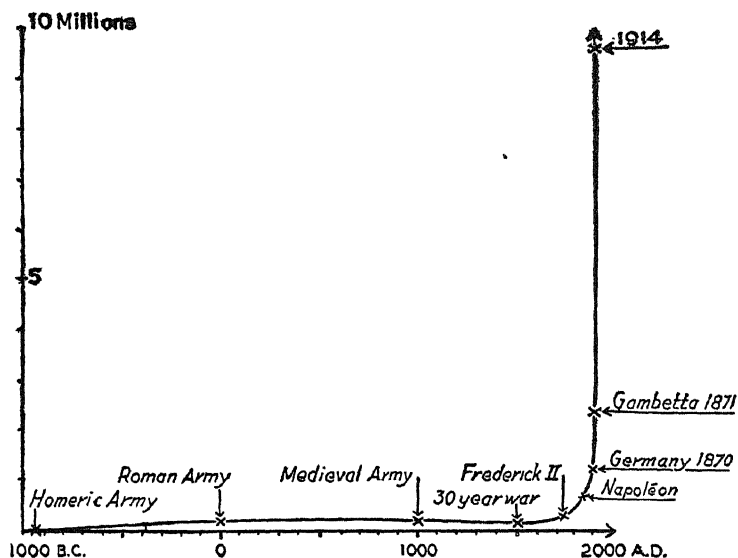 10 Millions
1914
5
Gambetta 1871
Germany 1870
Napoléon
Frederick II
30 year war
Medieval Army
Roman Army
Homeric Army
1000 B.C.
0
1000
2000 A.D.